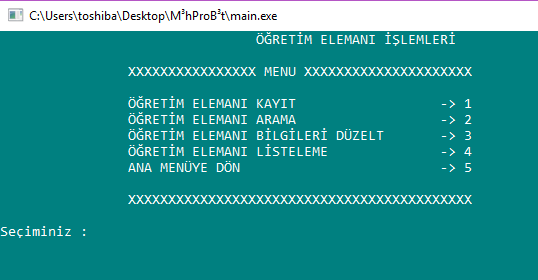 C:\Users\toshiba\Desktop\M³hProB³t\main.exe
ÖĞRETİM ELEMANI İŞLEMLERİ
XXXXXXXXXXXXXXXX MENU XXXXXXXXXXXXXXXXXXXXX
ÖĞRETİM ELEMANI KAYIT -> 1
ÖĞRETİM ELEMANI ARAMA -> 2
ÖĞRETİM ELEMANI BİLGİLERİ DÜZELT -> 3
ÖĞRETİM ELEMANI LİSTELEME -> 4
ANA MENÜYE DÖN -> 5
XXXXXXXXXXXXXXXXXXXXXXXXXXXXXXXXXXXXXXXXXXX
Seçiminiz :